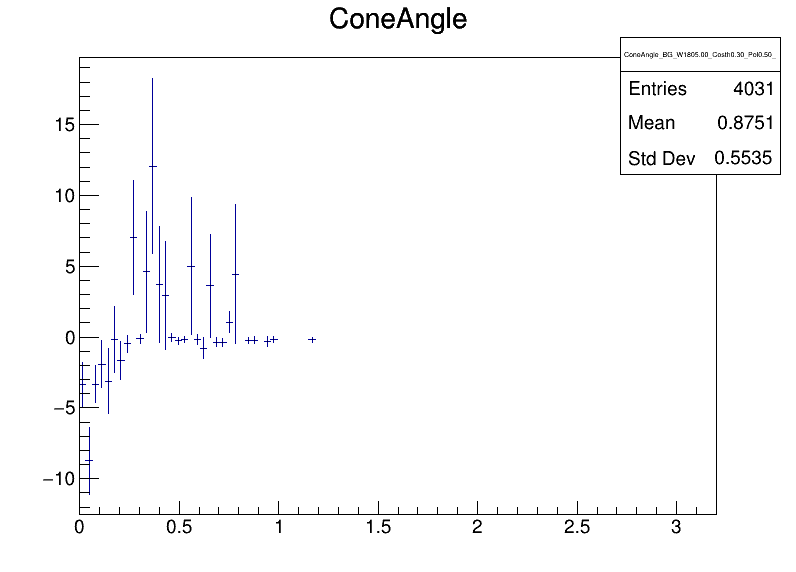 ConeAngle
ConeAngle_BG_W1805.00_Costh0.30_Pol0.50_
Entries 4031
Mean 0.8751
Std Dev 0.5535
15
10
5
0
−5
−10
0 0.5 1 1.5 2 2.5 3